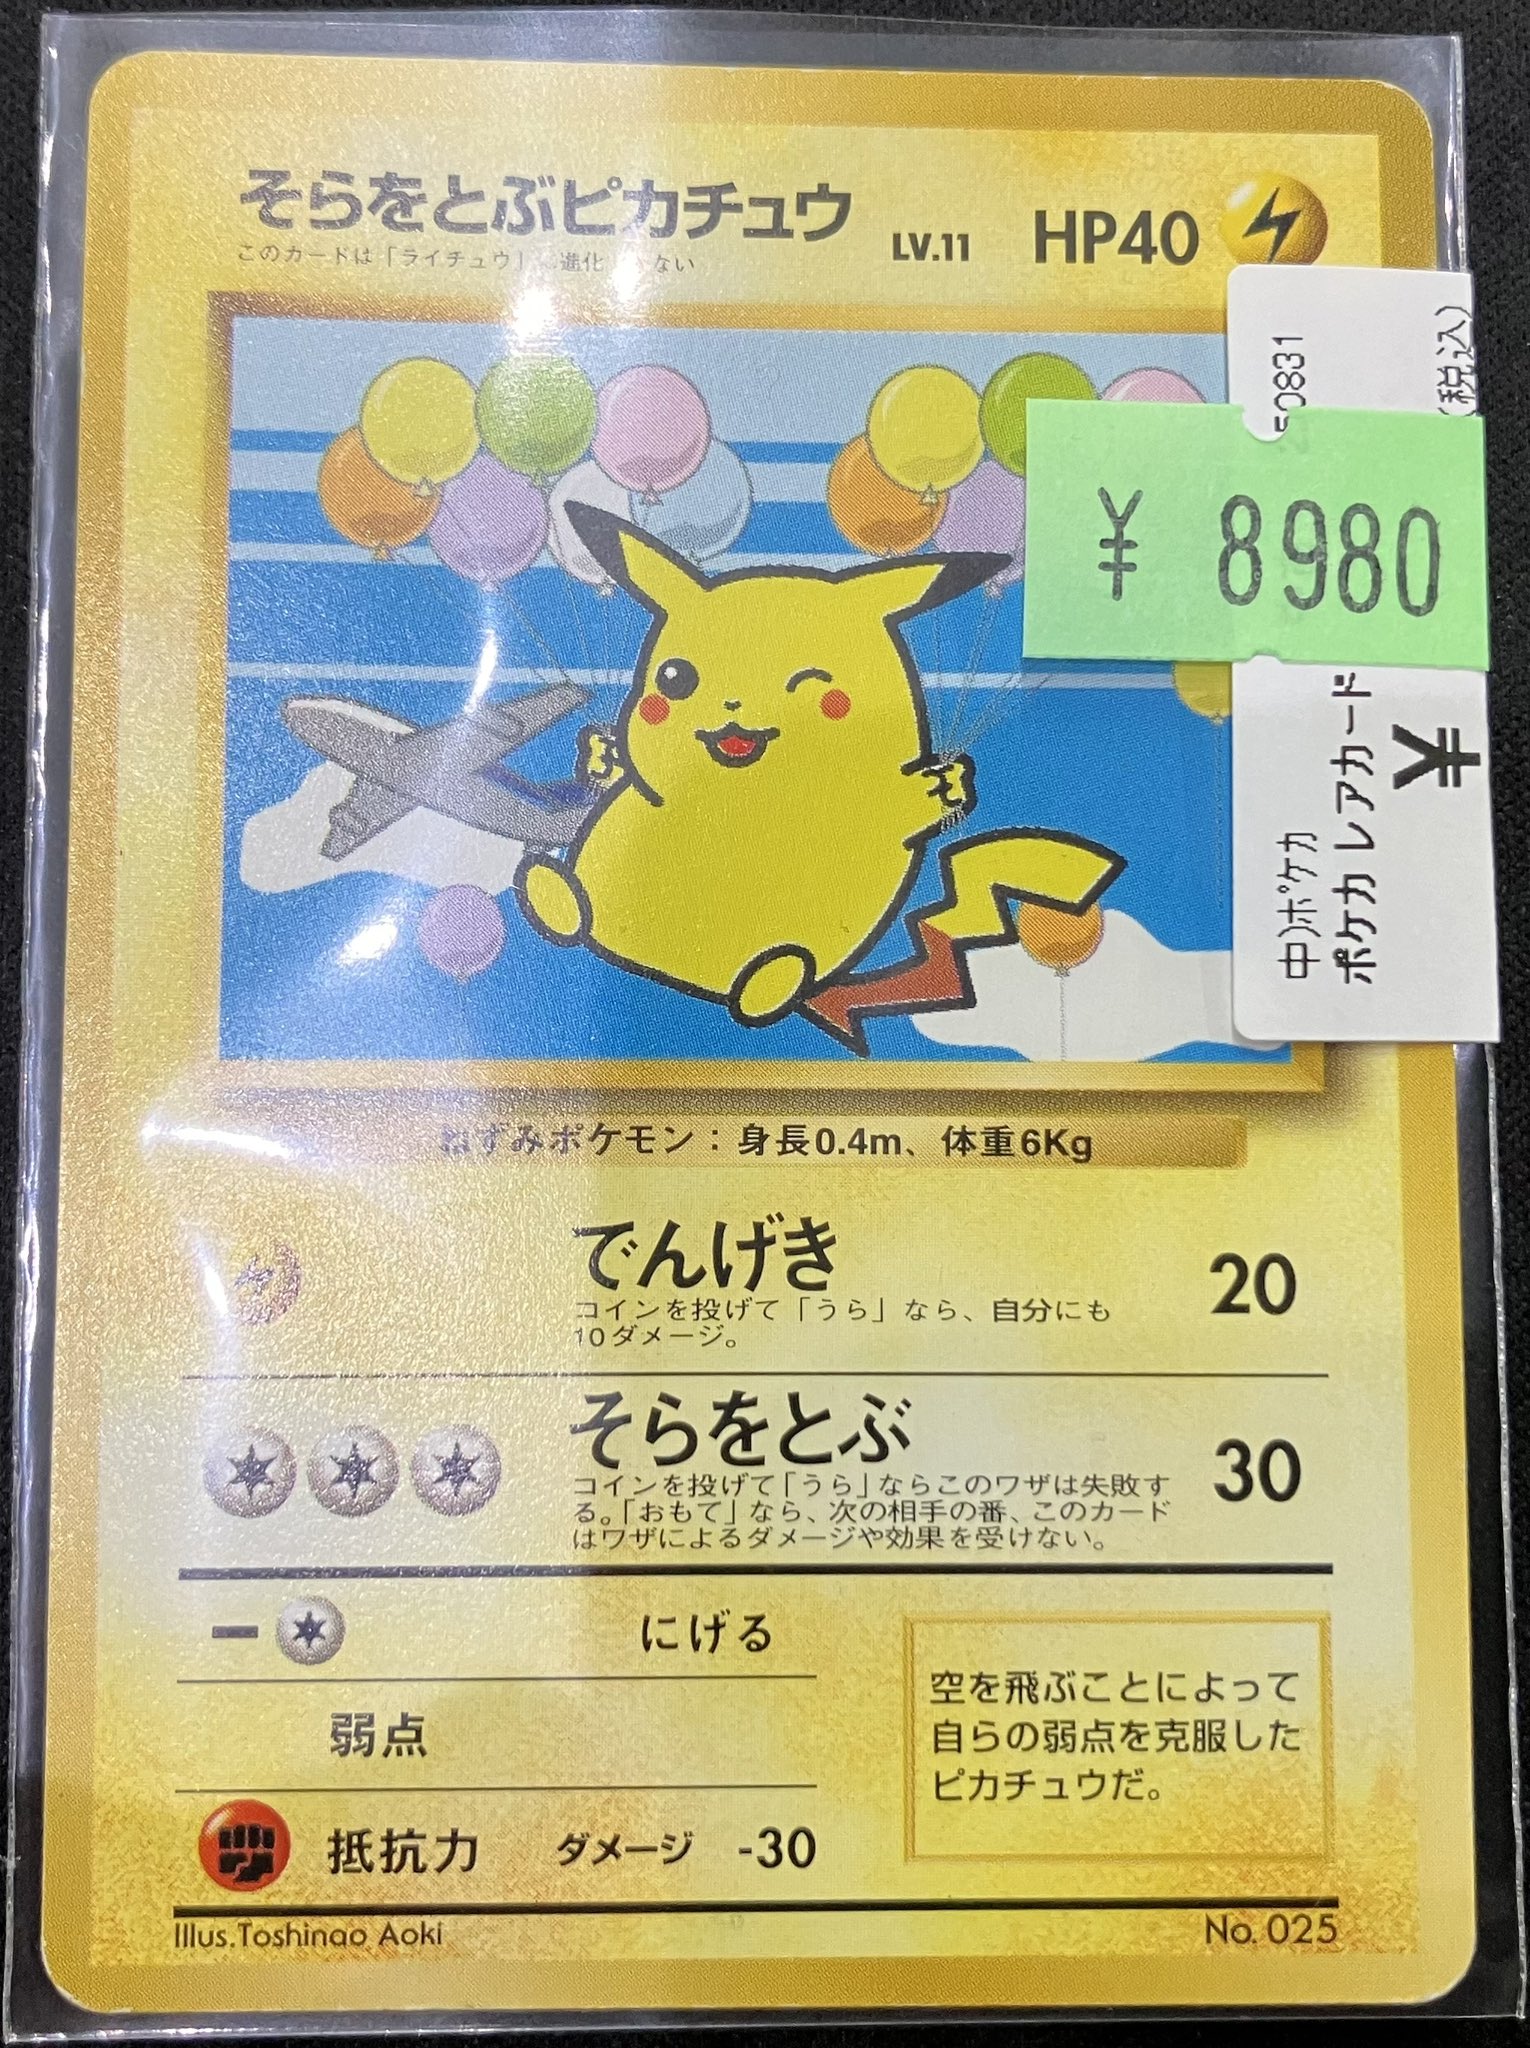 そらをとぶピカチュウ LV.11 HP40
このカードは「ライチュウ」 進化 ない
50831
(税込)
¥ 8980
中)ポケカ
ポケカ レアカード
¥
ねずみポケモン：身長0.4m、体重6Kg
でんげき 20
コインを投げて「うら」なら、自分にも
10ダメージ。
そらをとぶ 30
コインを投げて「うら」ならこのワザは失敗す
る。「おもて」なら、次の相手の番、このカード
はワザによるダメージや効果を受けない。
にげる
弱点
抵抗力 ダメージ -30
空を飛ぶことによって
自らの弱点を克服した
ピカチュウだ。
Illus.Toshinao Aoki
No. 025